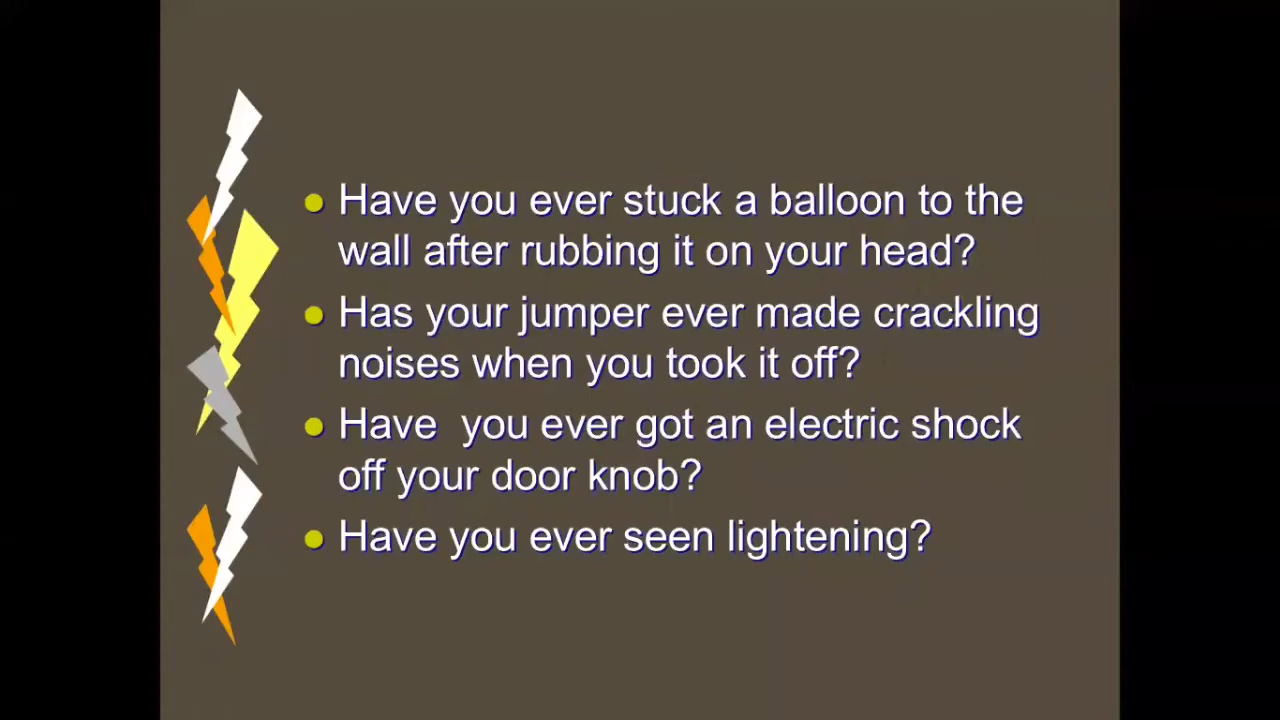 Have you ever stuck a balloon to the
wall after rubbing it on your head?
Has your jumper ever made crackling
noises when you took it off?
Have  you ever got an electric shock
off your door knob?
Have you ever seen lightening?